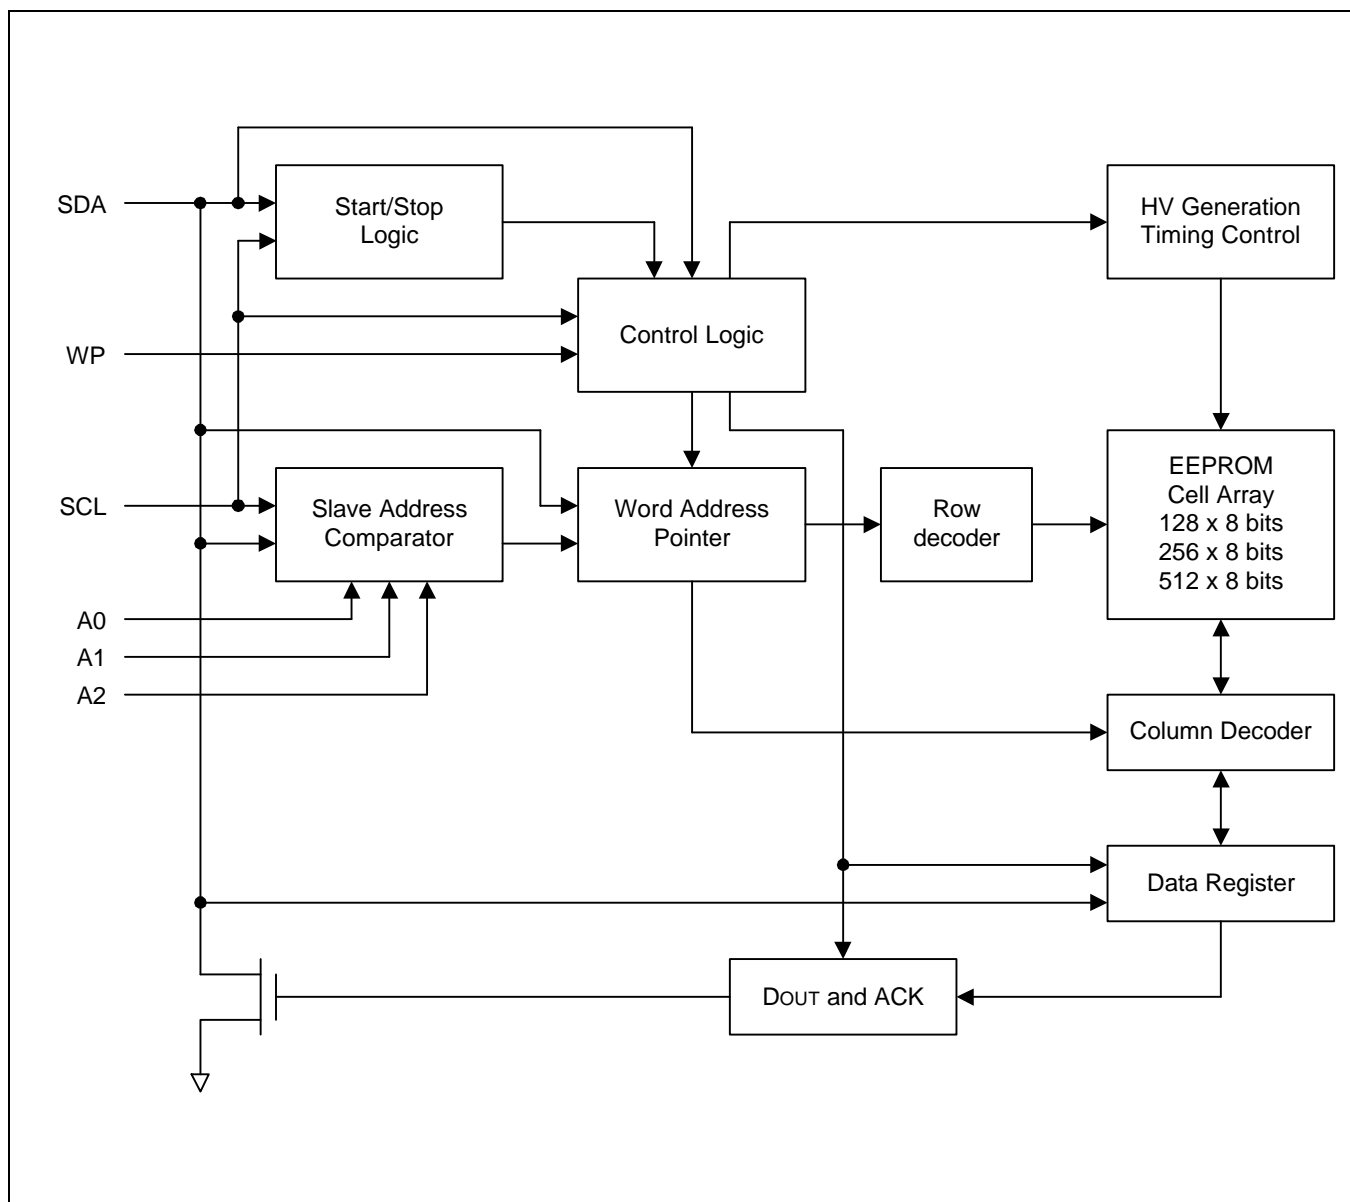 SDA
Start/Stop
Logic
HV Generation
Timing Control
Control Logic
WP
SCL
Slave Address
Comparator
Word Address
Pointer
Row
decoder
EEPROM
Cell Array
128 x 8 bits
256 x 8 bits
512 x 8 bits
A0
A1
A2
Column Decoder
Data Register
DOUT and ACK